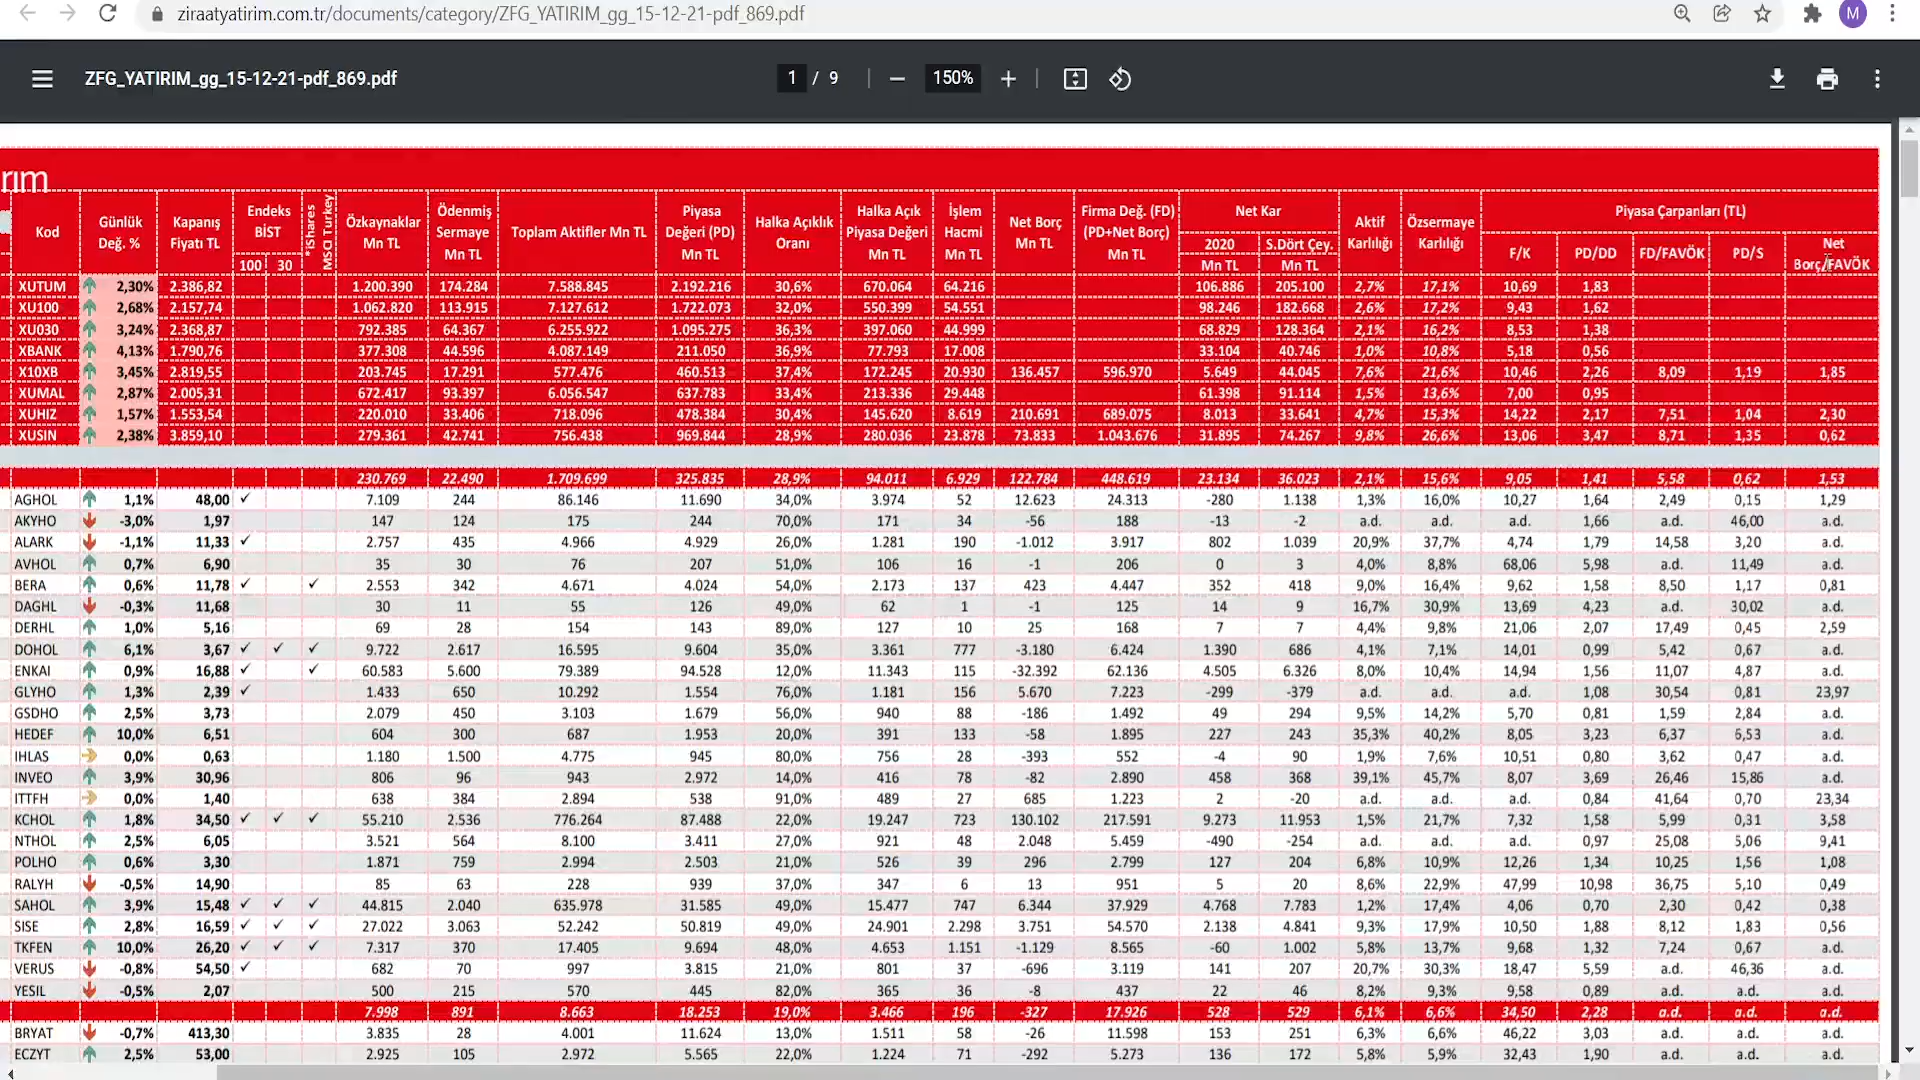 ziraatyatirim.com.tr/documents/category/ZFG_YATIRIM_gg_15-12-21-pdf_869.pdf
M
ZFG_YATIRIM_gg_15-12-21-pdf_869.pdf
1 / 9
150%
rım
Kod Günlük Değ. % Kapanış Fiyatı TL Endeks BİST 100 30 *iShares MSCI Turkey Özkaynaklar Mn TL Ödenmiş Sermaye Mn TL Toplam Aktifler Mn TL Piyasa Değeri (PD) Mn TL Halka Açıklık Oranı Halka Açık Piyasa Değeri Mn TL İşlem Hacmi Mn TL Net Borç Mn TL Firma Değ. (FD) (PD+Net Borç) Mn TL Net Kar 2020 Mn TL S.Dört Çey. Mn TL Aktif Karlılığı Özsermaye Karlılığı Piyasa Çarpanları (TL) F/K PD/DD FD/FAVÖK PD/S Net Borç/FAVÖK
XUTUM 2,30% 2.386,82 1.200.390 174.284 7.588.845 2.192.216 30,6% 670.064 64.216 106.886 205.100 2,7% 17,1% 10,69 1,83
XU100 2,68% 2.157,74 1.062.820 113.915 7.127.612 1.722.073 32,0% 550.399 54.551 98.246 182.668 2,6% 17,2% 9,43 1,62
XU030 3,24% 2.368,87 792.385 64.367 6.255.922 1.095.275 36,3% 397.060 44.999 68.829 128.364 2,1% 16,2% 8,53 1,38
XBANK 4,13% 1.790,76 377.308 44.596 4.087.149 211.050 36,9% 77.793 17.008 33.104 40.746 1,0% 10,8% 5,18 0,56
X10XB 3,45% 2.819,55 203.745 17.291 577.476 460.513 37,4% 172.245 20.930 136.457 596.970 5.649 44.045 7,6% 21,6% 10,46 2,26 8,09 1,19 1,85
XUMAL 2,87% 2.005,31 672.417 93.397 6.056.547 637.783 33,4% 213.336 29.448 61.398 91.114 1,5% 13,6% 7,00 0,95
XUHIZ 1,57% 1.553,54 220.010 33.406 718.096 478.384 30,4% 145.620 8.619 210.691 689.075 8.013 33.641 4,7% 15,3% 14,22 2,17 7,51 1,04 2,30
XUSIN 2,38% 3.859,10 279.361 42.741 756.438 969.844 28,9% 280.036 23.878 73.833 1.043.676 31.895 74.267 9,8% 26,6% 13,06 3,47 8,71 1,35 0,62
230.769 22.490 1.709.699 325.835 28,9% 94.011 6.929 122.784 448.619 23.134 36.023 2,1% 15,6% 9,05 1,41 5,58 0,62 1,53
AGHOL 1,1% 48,00 ✓ 7.109 244 86.146 11.690 34,0% 3.974 52 12.623 24.313 -280 1.138 1,3% 16,0% 10,27 1,64 2,49 0,15 1,29
AKYHO -3,0% 1,97 147 124 175 244 70,0% 171 34 -56 188 -13 -2 a.d. a.d. a.d. 1,66 a.d. 46,00 a.d.
ALARK -1,1% 11,33 ✓ 2.757 435 4.966 4.929 26,0% 1.281 190 -1.012 3.917 802 1.039 20,9% 37,7% 4,74 1,79 14,58 3,20 a.d.
AVHOL 0,7% 6,90 35 30 76 207 51,0% 106 16 -1 206 0 3 4,0% 8,8% 68,06 5,98 a.d. 11,49 a.d.
BERA 0,6% 11,78 ✓ ✓ 2.553 342 4.671 4.024 54,0% 2.173 137 423 4.447 352 418 9,0% 16,4% 9,62 1,58 8,50 1,17 0,81
DAGHL -0,3% 11,68 30 11 55 126 49,0% 62 1 -1 125 14 9 16,7% 30,9% 13,69 4,23 a.d. 30,02 a.d.
DERHL 1,0% 5,16 69 28 154 143 89,0% 127 10 25 168 7 7 4,4% 9,8% 21,06 2,07 17,49 0,45 2,59
DOHOL 6,1% 3,67 ✓ ✓ ✓ 9.722 2.617 16.595 9.604 35,0% 3.361 777 -3.180 6.424 1.390 686 4,1% 7,1% 14,01 0,99 5,42 0,67 a.d.
ENKAI 0,9% 16,88 ✓ ✓ 60.583 5.600 79.389 94.528 12,0% 11.343 115 -32.392 62.136 4.505 6.326 8,0% 10,4% 14,94 1,56 11,07 4,87 a.d.
GLYHO 1,3% 2,39 ✓ 1.433 650 10.292 1.554 76,0% 1.181 156 5.670 7.223 -299 -379 a.d. a.d. a.d. 1,08 30,54 0,81 23,97
GSDHO 2,5% 3,73 2.079 450 3.103 1.679 56,0% 940 88 -186 1.492 49 294 9,5% 14,2% 5,70 0,81 1,59 2,84 a.d.
HEDEF 10,0% 6,51 604 300 687 1.953 20,0% 391 133 -58 1.895 227 243 35,3% 40,2% 8,05 3,23 6,37 6,53 a.d.
IHLAS 0,0% 0,63 1.180 1.500 4.775 945 80,0% 756 28 -393 552 -4 90 1,9% 7,6% 10,51 0,80 3,62 0,47 a.d.
INVEO 3,9% 30,96 806 96 943 2.972 14,0% 416 78 -82 2.890 458 368 39,1% 45,7% 8,07 3,69 26,46 15,86 a.d.
ITTFH 0,0% 1,40 638 384 2.894 538 91,0% 489 27 685 1.223 2 -20 a.d. a.d. a.d. 0,84 41,64 0,70 23,34
KCHOL 1,8% 34,50 ✓ ✓ ✓ 55.210 2.536 776.264 87.488 22,0% 19.247 723 130.102 217.591 9.273 11.953 1,5% 21,7% 7,32 1,58 5,99 0,31 3,58
NTHOL 2,5% 6,05 3.521 564 8.100 3.411 27,0% 921 48 2.048 5.459 -490 -254 a.d. a.d. a.d. 0,97 25,08 5,06 9,41
POLHO 0,6% 3,30 1.871 759 2.994 2.503 21,0% 526 39 296 2.799 127 204 6,8% 10,9% 12,26 1,34 10,25 1,56 1,08
RALYH -0,5% 14,90 85 63 228 939 37,0% 347 6 13 951 5 20 8,6% 22,9% 47,99 10,98 36,75 5,10 0,49
SAHOL 3,9% 15,48 ✓ ✓ ✓ 44.815 2.040 635.978 31.585 49,0% 15.477 747 6.344 37.929 4.768 7.783 1,2% 17,4% 4,06 0,70 2,30 0,42 0,38
SISE 2,8% 16,59 ✓ ✓ ✓ 27.022 3.063 52.242 50.819 49,0% 24.901 2.298 3.751 54.570 2.138 4.841 9,3% 17,9% 10,50 1,88 8,12 1,83 0,56
TKFEN 10,0% 26,20 ✓ ✓ ✓ 7.317 370 17.405 9.694 48,0% 4.653 1.151 -1.129 8.565 -60 1.002 5,8% 13,7% 9,68 1,32 7,24 0,67 a.d.
VERUS -0,8% 54,50 ✓ 682 70 997 3.815 21,0% 801 37 -696 3.119 141 207 20,7% 30,3% 18,47 5,59 a.d. 46,36 a.d.
YESIL -0,5% 2,07 500 215 570 445 82,0% 365 36 -8 437 22 46 8,2% 9,3% 9,58 0,89 a.d. a.d. a.d.
7.998 891 8.663 18.253 19,0% 3.466 196 -327 17.926 528 529 6,1% 6,6% 34,50 2,28 a.d. a.d. a.d.
BRYAT -0,7% 413,30 3.835 28 4.001 11.624 13,0% 1.511 58 -26 11.598 153 251 6,3% 6,6% 46,22 3,03 a.d. a.d. a.d.
ECZYT 2,5% 53,00 2.925 105 2.972 5.565 22,0% 1.224 71 -292 5.273 136 172 5,8% 5,9% 32,43 1,90 a.d. a.d. a.d.